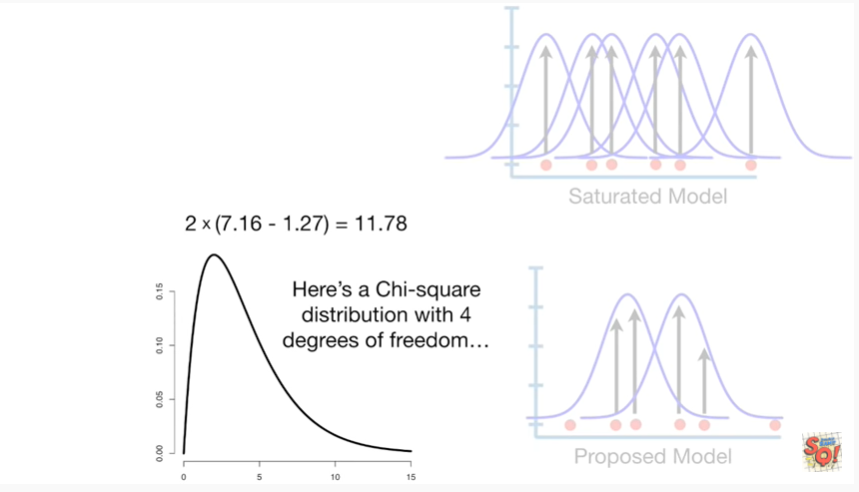 Saturated Model
2 x (7.16 - 1.27) = 11.78
Here's a Chi-square
distribution with 4
degrees of freedom...
0.15
0.10
0.05
0.00
0
5
10
15
Proposed Model
SQ!